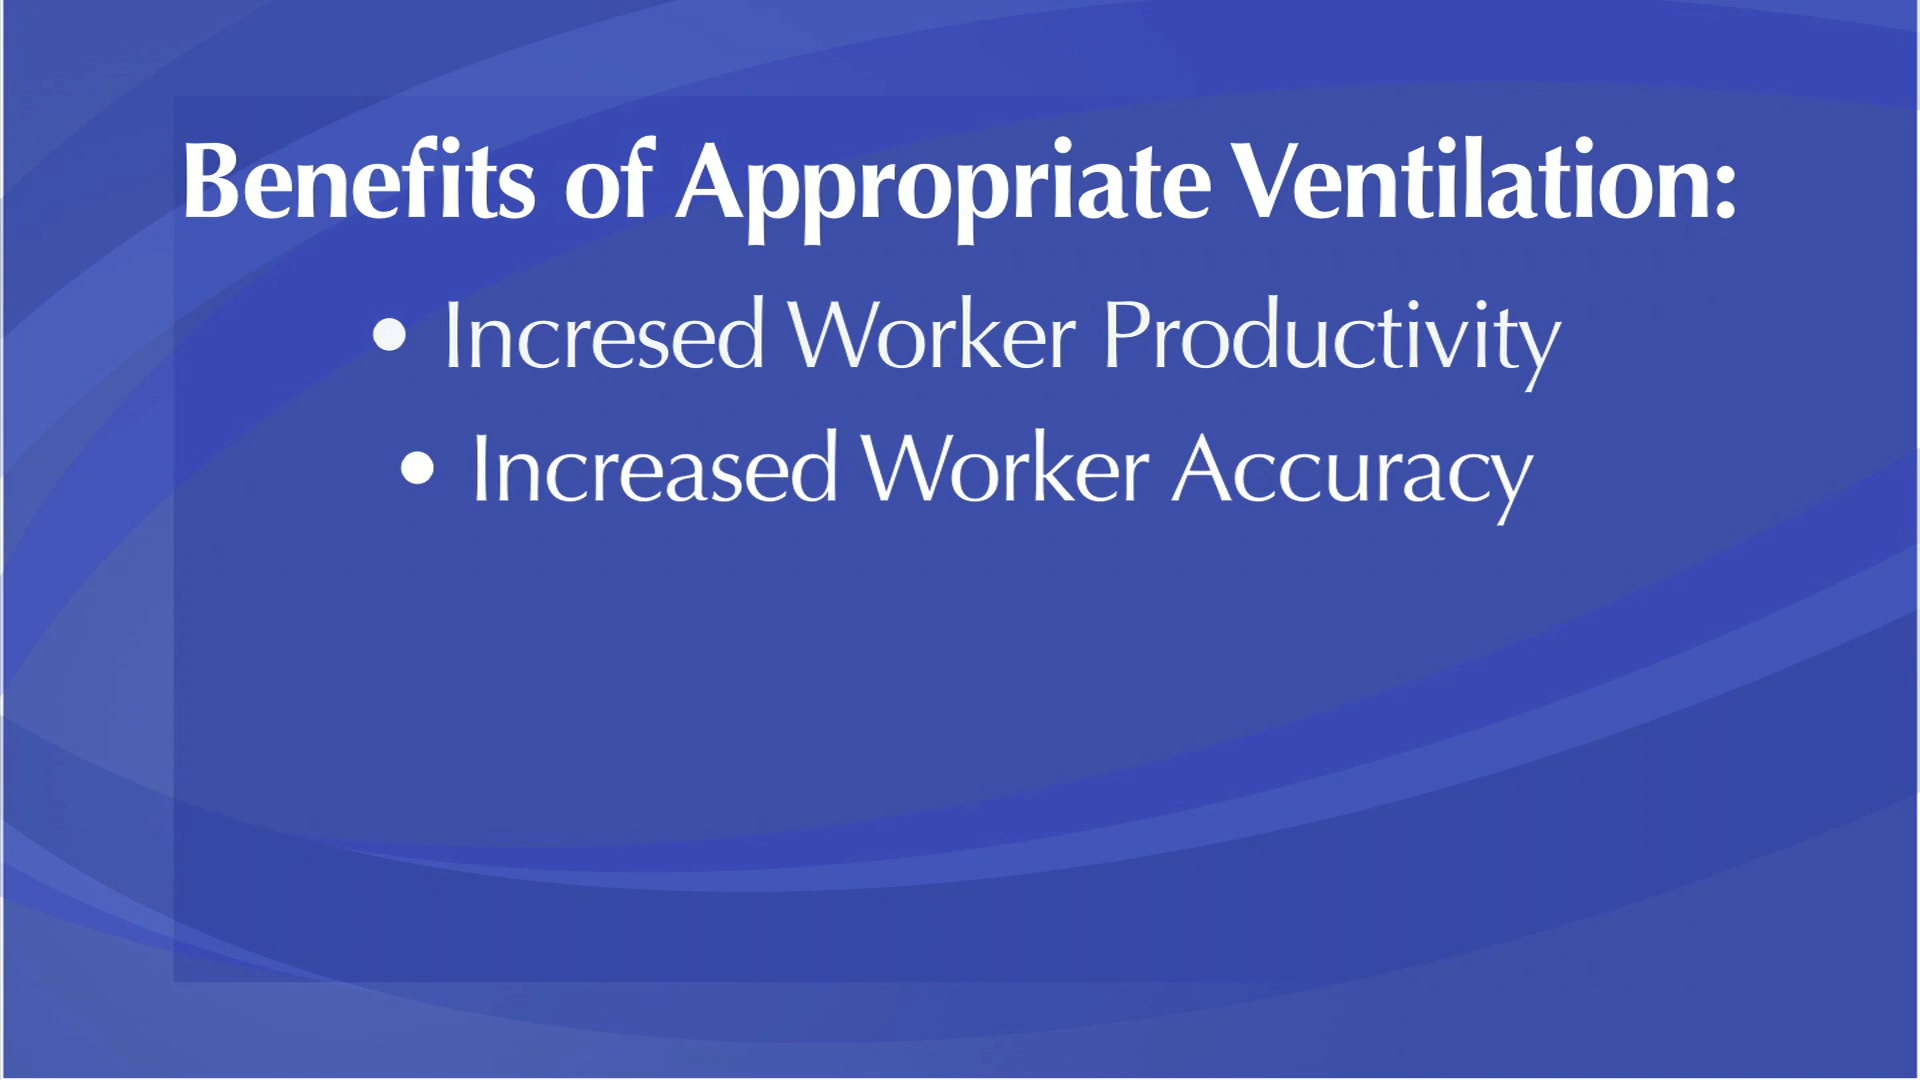 Benefits of Appropriate Ventilation:
• Incresed Worker Productivity
• Increased Worker Accuracy